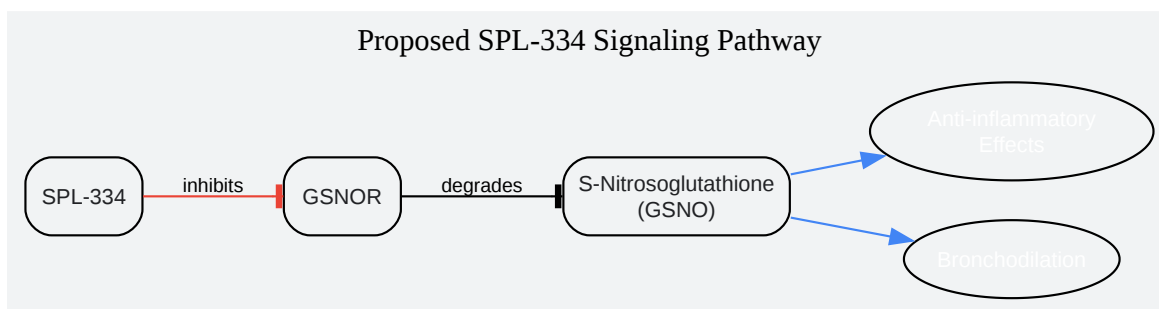 Proposed SPL-334 Signaling Pathway
SPL-334
inhibits
GSNOR
degrades
S-Nitrosoglutathione
(GSNO)
Anti-inflammatory
Effects
Bronchodilation